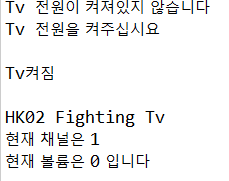 Tv 전원이 켜져있지 않습니다
Tv 전원을 켜주십시요
Tv켜짐
HK02 Fighting Tv
현재 채널은 1
현재 볼륨은 0 입니다